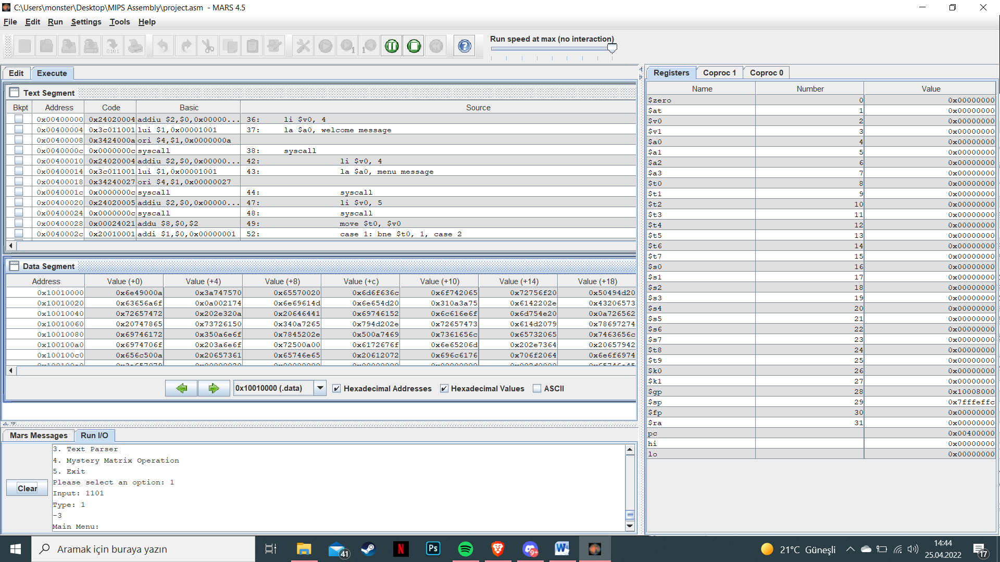 C:\Users\monster\Desktop\MIPS Assembly\project.asm - MARS 4.5
File Edit Run Settings Tools Help
Run speed at max (no interaction)
Edit Execute
Text Segment
Bkpt Address Code Basic Source
0x00400000 0x24020004 addiu $2,$0,0x00000... 36: li $v0, 4
0x00400004 0x3c011001 lui $1,0x00001001 37: la $a0, welcome message
0x00400008 0x3424000a ori $4,$1,0x0000000a
0x0040000c 0x0000000c syscall 38: syscall
0x00400010 0x24020004 addiu $2,$0,0x00000... 42: li $v0, 4
0x00400014 0x3c011001 lui $1,0x00001001 43: la $a0, menu message
0x00400018 0x34240027 ori $4,$1,0x00000027
0x0040001c 0x0000000c syscall 44: syscall
0x00400020 0x24020005 addiu $2,$0,0x00000... 47: li $v0, 5
0x00400024 0x0000000c syscall 48: syscall
0x00400028 0x00024021 addu $8,$0,$2 49: move $t0, $v0
0x0040002c 0x20010001 addi $1,$0,0x00000001 52: case 1: bne $t0, 1, case 2
Data Segment
Address Value (+0) Value (+4) Value (+8) Value (+c) Value (+10) Value (+14) Value (+18)
0x10010000 0x6e49000a 0x3a747570 0x65570020 0x6d6f636c 0x6f742065 0x72756f20 0x50494d20
0x10010020 0x63656a6f 0x0a002174 0x6e69614d 0x6e654d20 0x310a3a75 0x6142202e 0x43206573
0x10010040 0x72657472 0x202e320a 0x20646441 0x69746152 0x6c616e6f 0x6d754e20 0x0a726562
0x10010060 0x20747865 0x73726150 0x340a7265 0x794d202e 0x72657473 0x614d2079 0x78697274
0x10010080 0x69746172 0x350a6e6f 0x7845202e 0x500a7469 0x7361656c 0x65732065 0x7463656c
0x100100a0 0x6974706f 0x203a6e6f 0x72500a00 0x6172676f 0x6e65206d 0x202e7364 0x20657942
0x100100c0 0x656c500a 0x20657361 0x65746e65 0x20612072 0x696c6176 0x706f2064 0x6e6f6974
0x10010000 (.data) Hexadecimal Addresses Hexadecimal Values ASCII
Mars Messages Run I/O
Clear
3. Text Parser
4. Mystery Matrix Operation
5. Exit
Please select an option: 1
Input: 1101
Type: 1
-3
Main Menu:
Registers Coproc 1 Coproc 0
Name Number Value
$zero 0 0x00000000
$at 1 0x00000000
$v0 2 0x00000000
$v1 3 0x00000000
$a0 4 0x00000000
$a1 5 0x00000000
$a2 6 0x00000000
$a3 7 0x00000000
$t0 8 0x00000000
$t1 9 0x00000000
$t2 10 0x00000000
$t3 11 0x00000000
$t4 12 0x00000000
$t5 13 0x00000000
$t6 14 0x00000000
$t7 15 0x00000000
$s0 16 0x00000000
$s1 17 0x00000000
$s2 18 0x00000000
$s3 19 0x00000000
$s4 20 0x00000000
$s5 21 0x00000000
$s6 22 0x00000000
$s7 23 0x00000000
$t8 24 0x00000000
$t9 25 0x00000000
$k0 26 0x00000000
$k1 27 0x00000000
$gp 28 0x10008000
$sp 29 0x7fffeffc
$fp 30 0x00000000
$ra 31 0x00000000
pc 0x00400000
hi 0x00000000
lo 0x00000000
Aramak için buraya yazın
41
N
Ps
9+
W
21°C Güneşli
14:44
25.04.2022
17